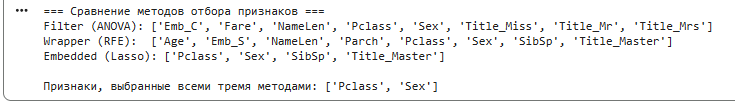 === Сравнение методов отбора признаков ===
Filter (ANOVA): ['Emb_C', 'Fare', 'NameLen', 'Pclass', 'Sex', 'Title_Miss', 'Title_Mr', 'Title_Mrs']
Wrapper (RFE):  ['Age', 'Emb_S', 'NameLen', 'Parch', 'Pclass', 'Sex', 'SibSp', 'Title_Master']
Embedded (Lasso): ['Pclass', 'Sex', 'SibSp', 'Title_Master']
Признаки, выбранные всеми тремя методами: ['Pclass', 'Sex']